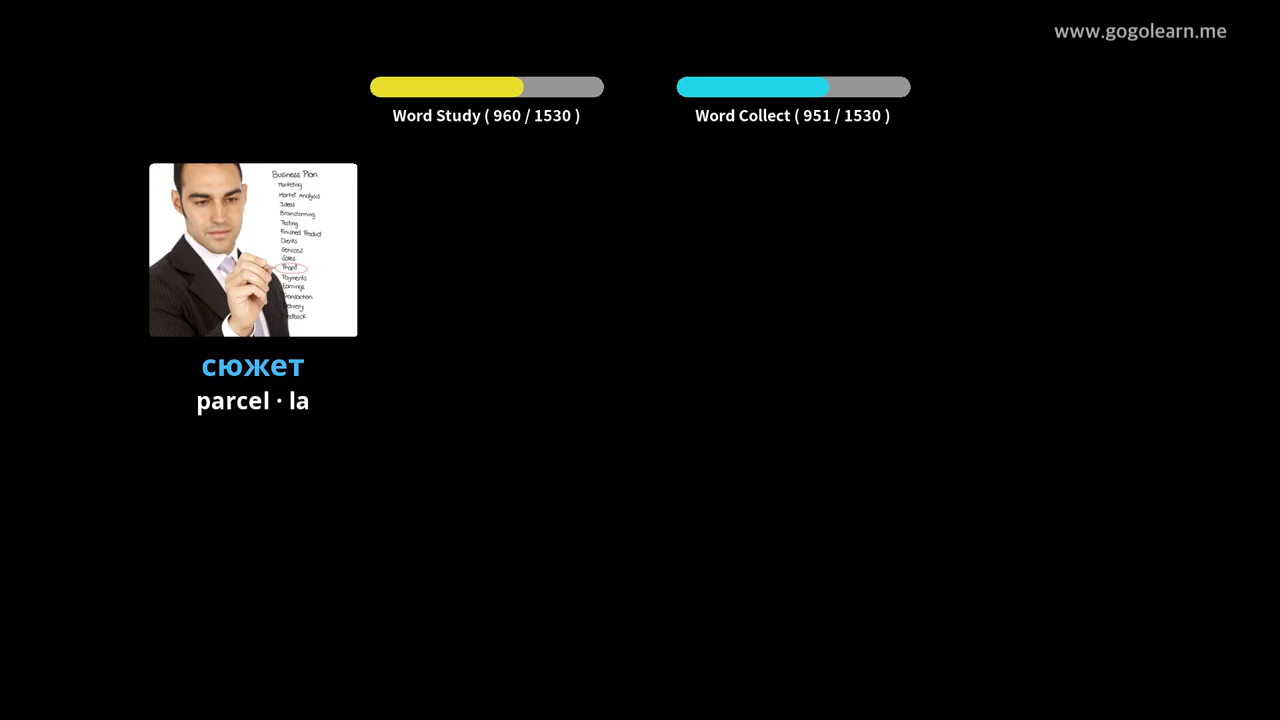 www.gogolearn.me
Word Study ( 960 / 1530 )
Word Collect ( 951 / 1530 )
Business Plan
Marketing
Market Analysis
Ideas
Brainstorming
Testing
Finished Product
Clients
Services
Sales
Profit
Payments
Earnings
Transaction
Delivery
Feedback
сюжет
parcel · la